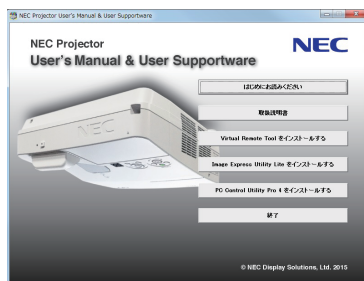 NEC Projector User's Manual & User Supportware
NEC Projector
User's Manual & User Supportware
NEC
はじめにお読みください
取扱説明書
Virtual Remote Tool をインストールする
Image Express Utility Lite をインストールする
PC Control Utility Pro 4 をインストールする
終了
NEC
© NEC Display Solutions, Ltd. 2015